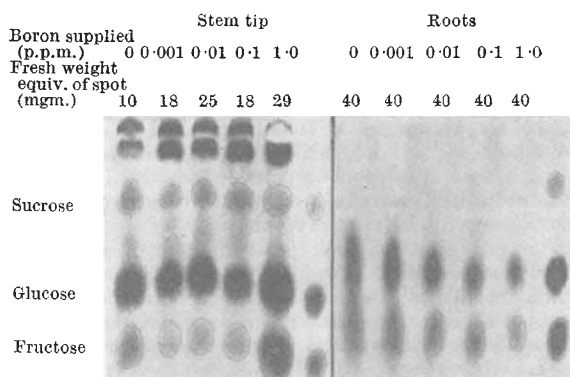 Stem tip Roots
Boron supplied
(p.p.m.) 0 0·001 0·01 0·1 1·0 0 0·001 0·01 0·1 1·0
Fresh weight
equiv. of spot
(mgm.) 10 18 25 18 29 40 40 40 40 40
Sucrose
Glucose
Fructose